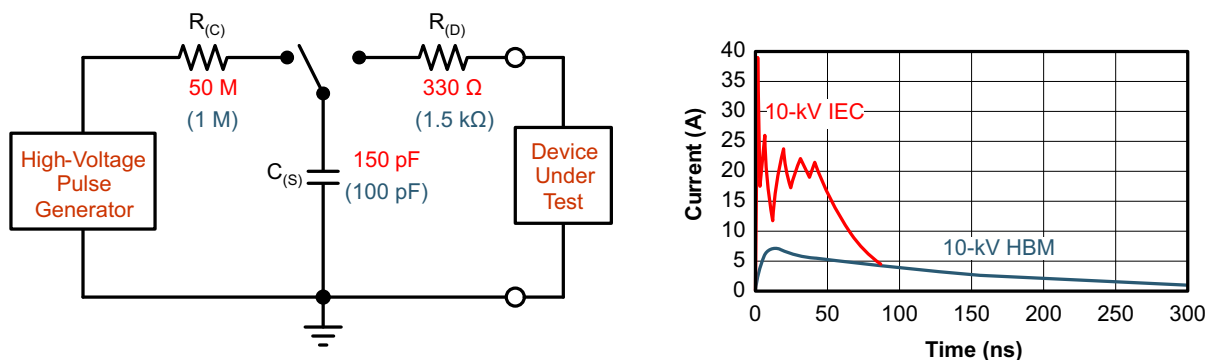 R(C)
50 M
(1 M)
R(D)
330 Ω
(1.5 kΩ)
High-Voltage
Pulse
Generator
C(S)
150 pF
(100 pF)
Device
Under
Test
Current (A)
40
35
30
25
20
15
10
5
0
10-kV IEC
10-kV HBM
0
50
100
150
200
250
300
Time (ns)